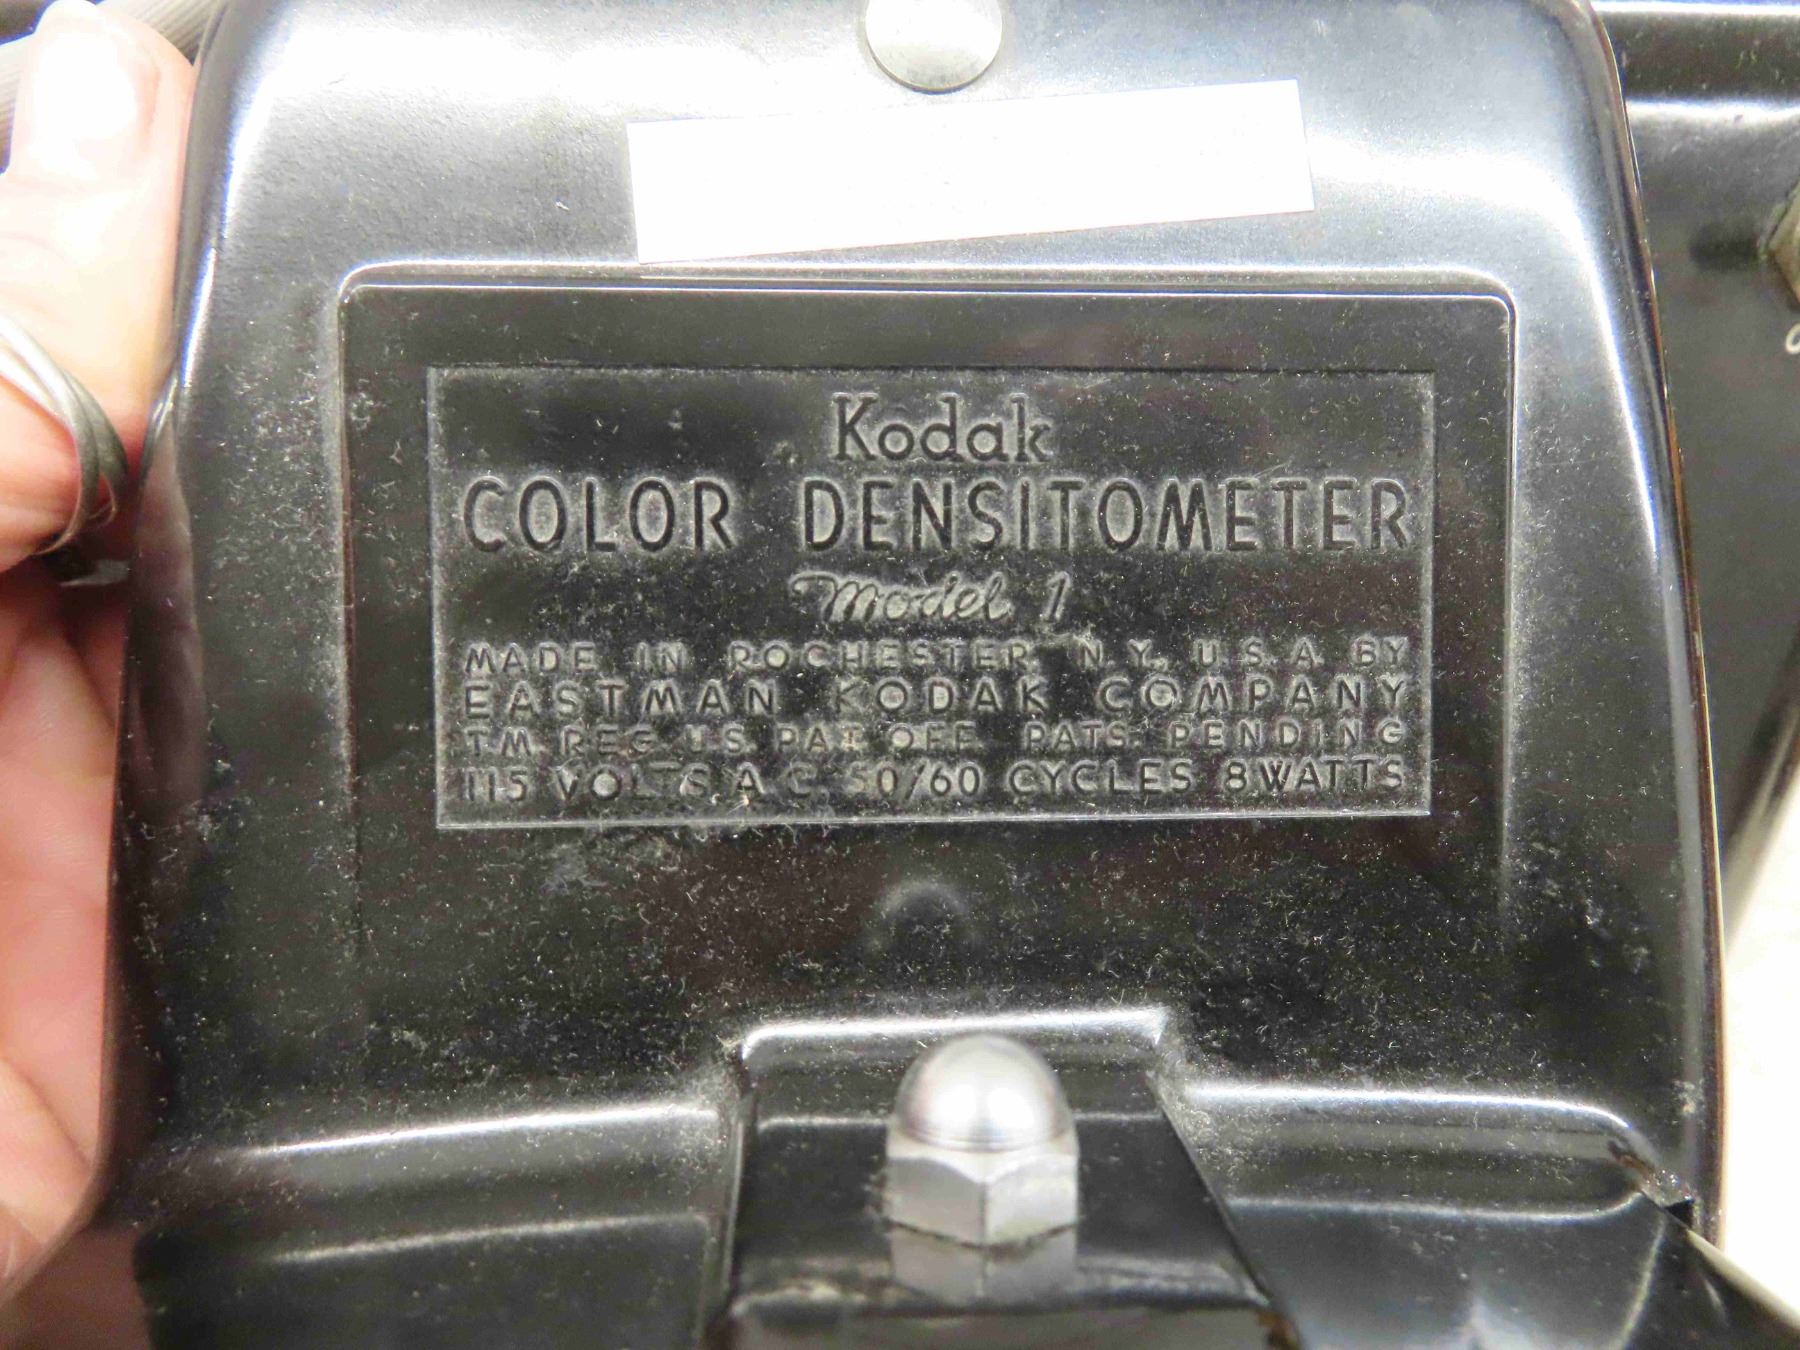 Kodak
COLOR DENSITOMETER
Model 1
MADE IN ROCHESTER, N.Y., U.S.A. BY
EASTMAN KODAK COMPANY
T.M. REG. U.S. PAT. OFF. PATS. PENDING
115 VOLTS A.C. 50/60 CYCLES 8 WATTS